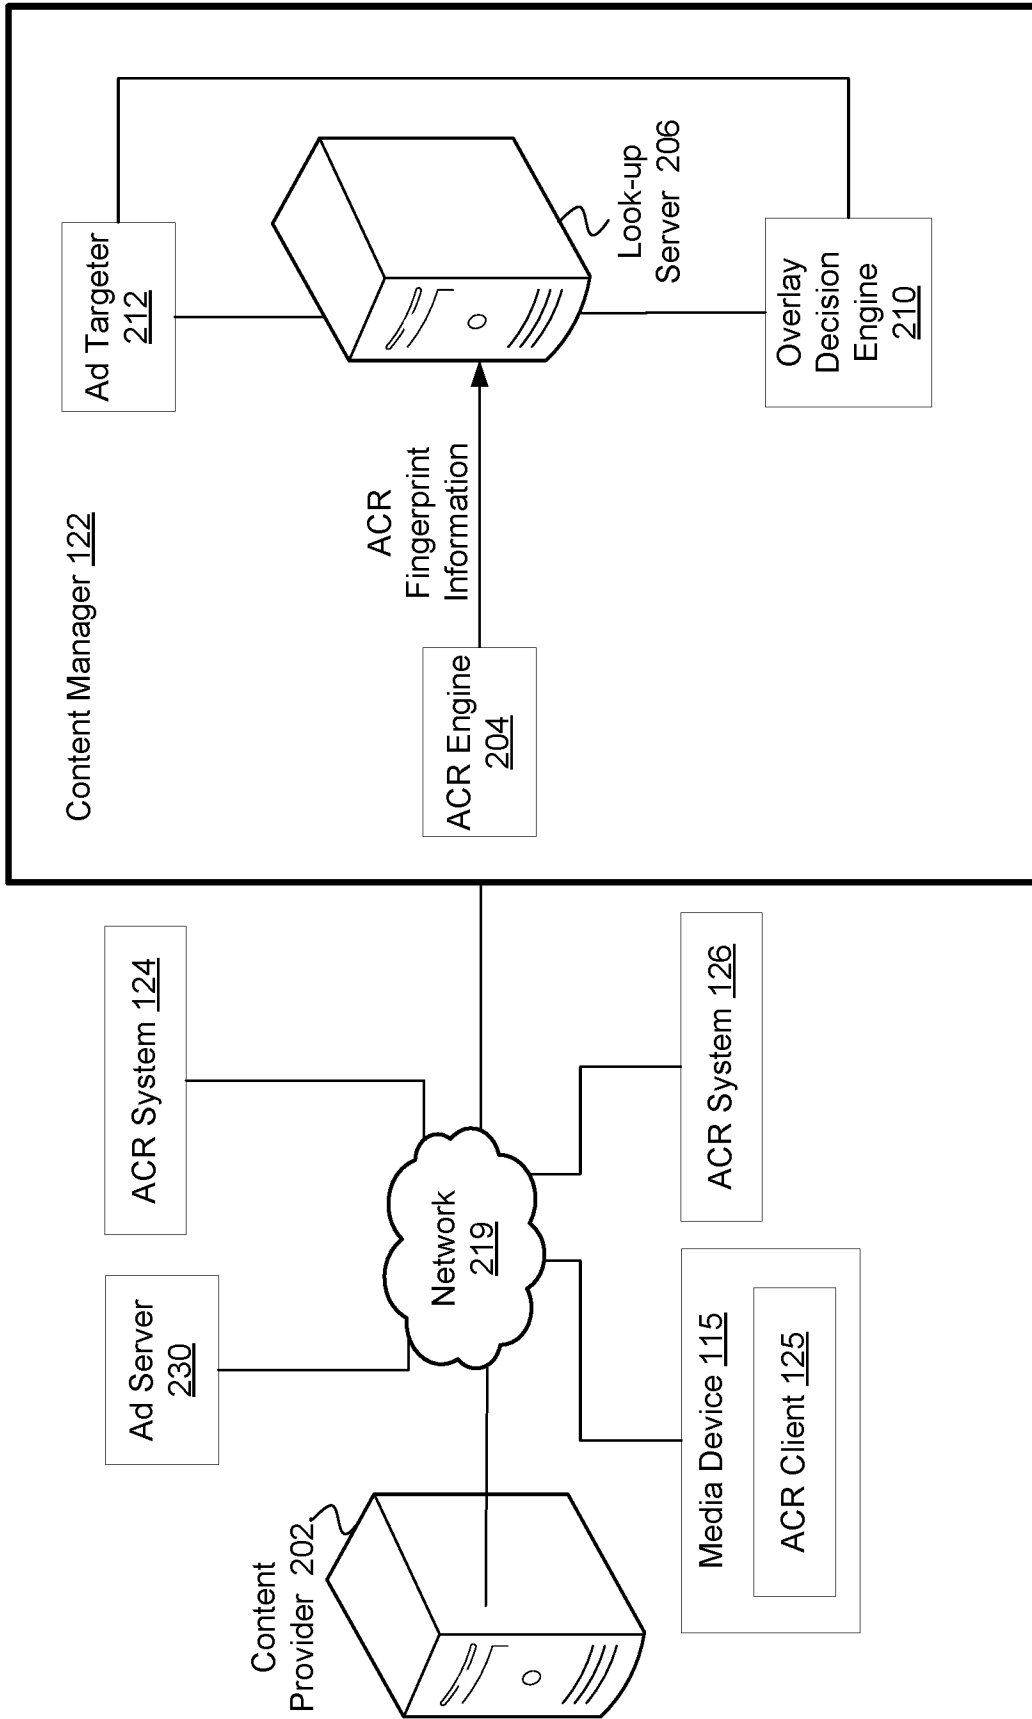 Content
Provider 202
Ad Server
230
ACR System 124
Network
219
Media Device 115
ACR Client 125
ACR System 126
Content Manager 122
Ad Targeter
212
ACR Engine
204
ACR
Fingerprint
Information
Look-up
Server 206
Overlay
Decision
Engine
210